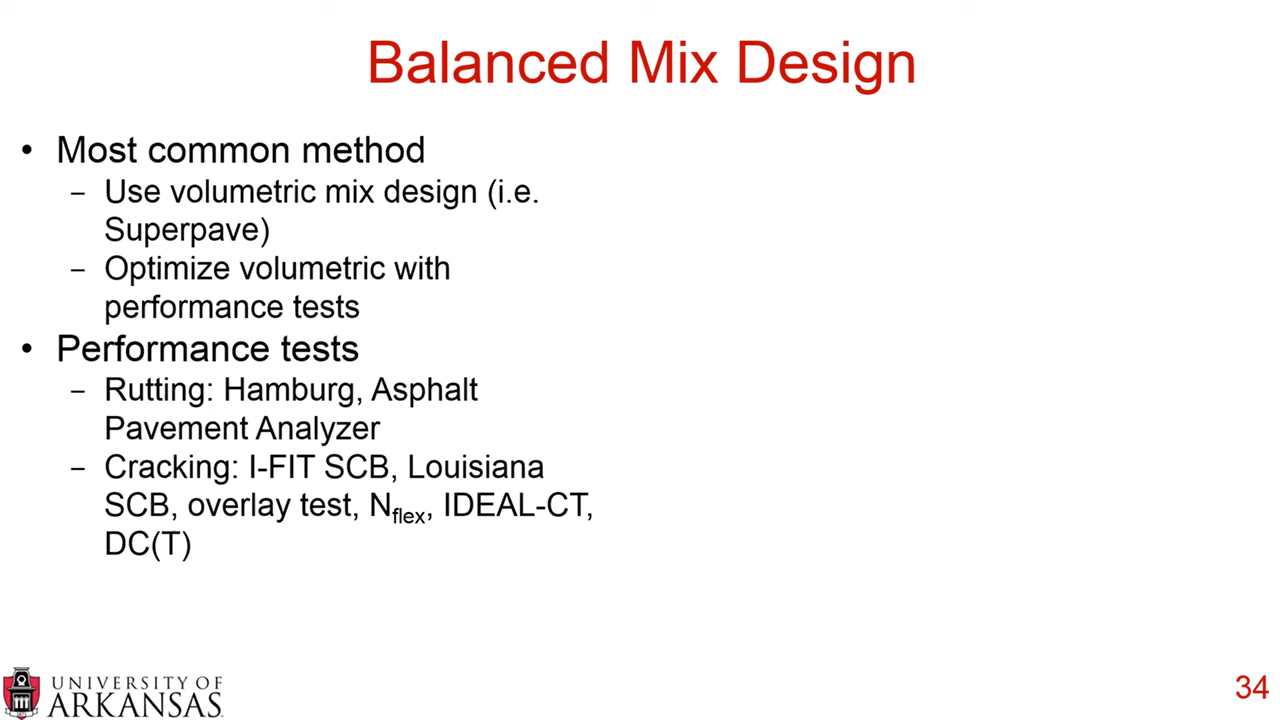 Balanced Mix Design
• Most common method
– Use volumetric mix design (i.e.
Superpave)
– Optimize volumetric with
performance tests
• Performance tests
– Rutting: Hamburg, Asphalt
Pavement Analyzer
– Cracking: I-FIT SCB, Louisiana
SCB, overlay test, Nflex, IDEAL-CT,
DC(T)
UNIVERSITY OF
ARKANSAS
34